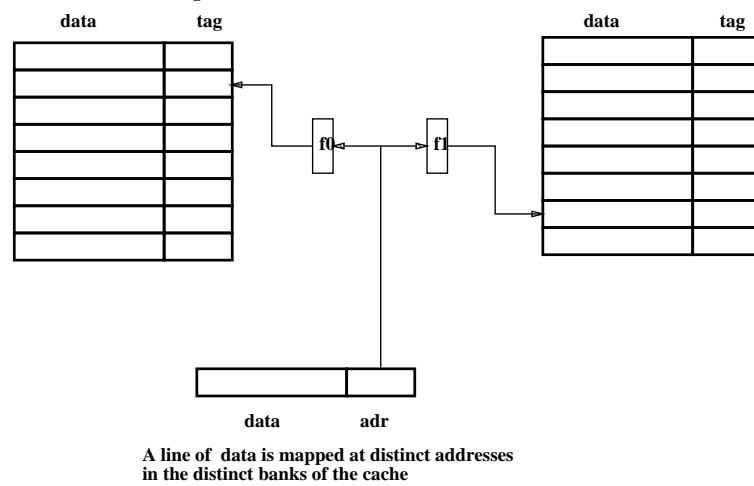 data tag
data tag
f0
f1
data adr
A line of data is mapped at distinct addresses
in the distinct banks of the cache